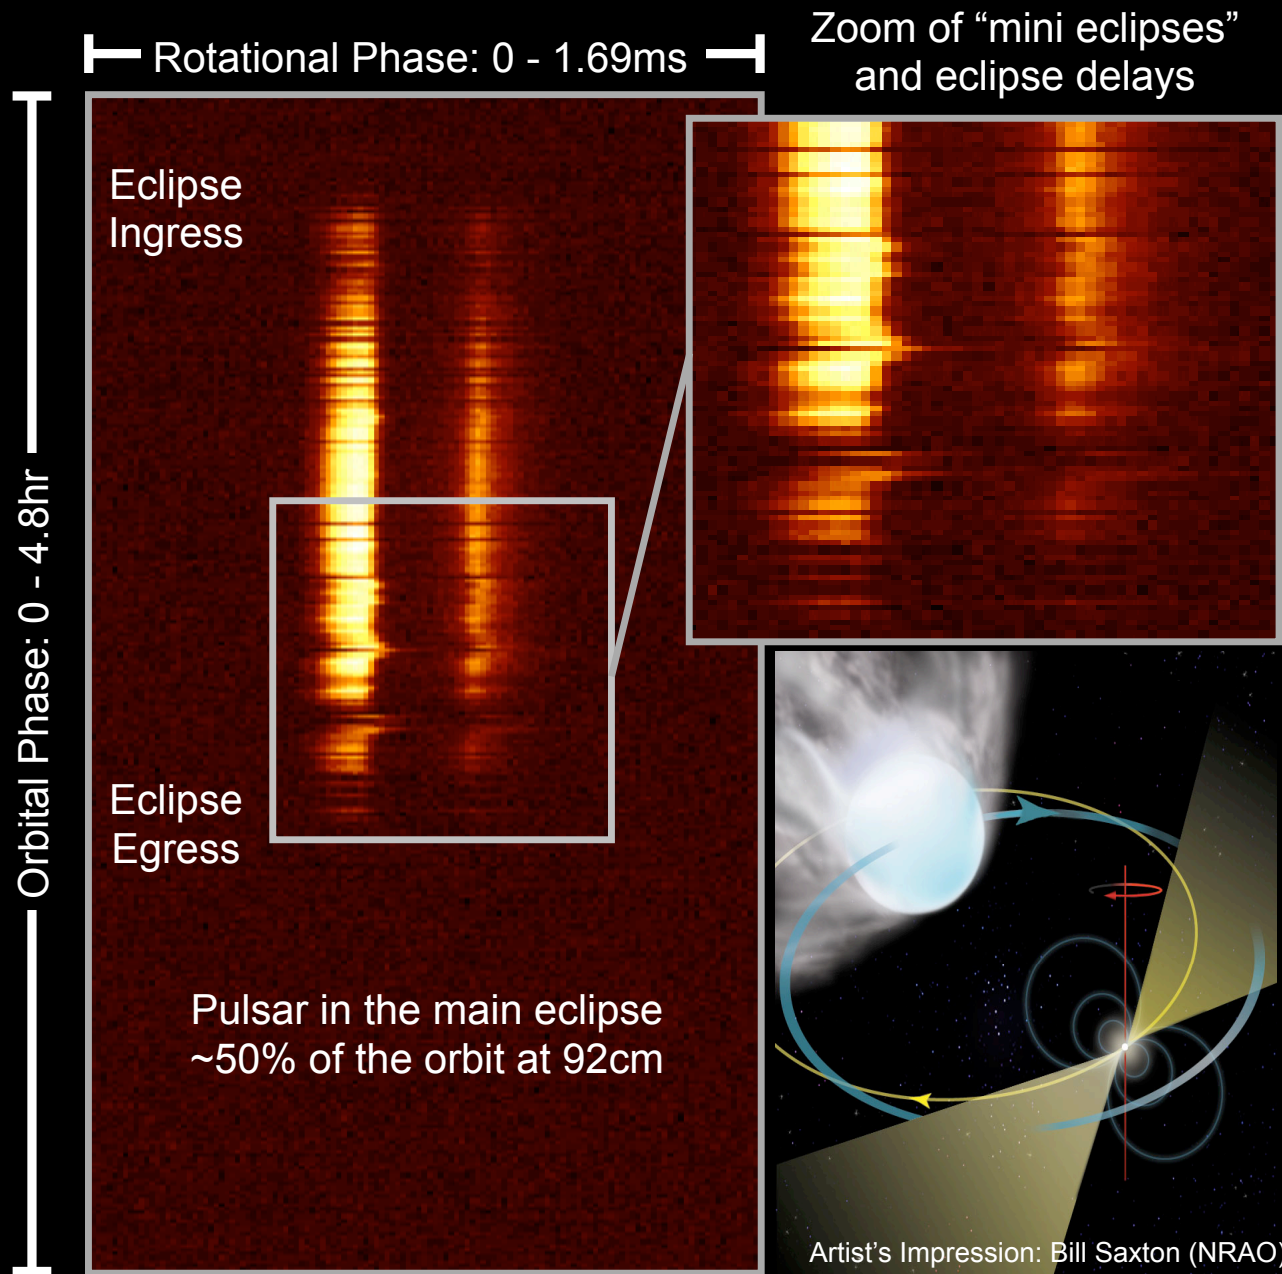 Rotational Phase: 0 - 1.69ms
Zoom of “mini eclipses”
and eclipse delays
Orbital Phase: 0 - 4.8hr
Eclipse
Ingress
Eclipse
Egress
Pulsar in the main eclipse
~50% of the orbit at 92cm
Artist's Impression: Bill Saxton (NRAO)